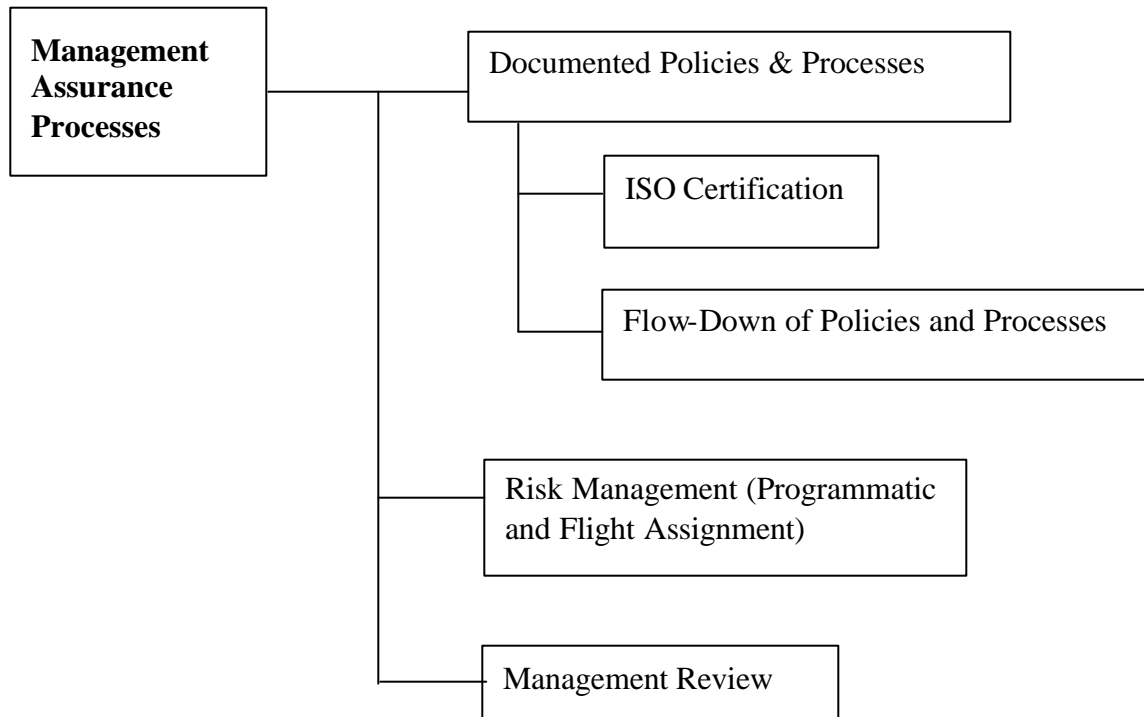 Management
Assurance
Processes
Documented Policies & Processes
ISO Certification
Flow-Down of Policies and Processes
Risk Management (Programmatic
and Flight Assignment)
Management Review